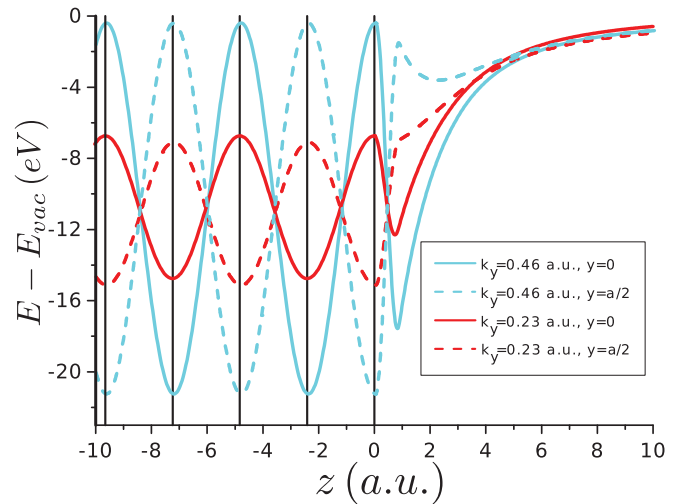 0
-4
-8
-12
-16
-20
E − E_vac (eV)
k_y=0.46 a.u., y=0
k_y=0.46 a.u., y=a/2
k_y=0.23 a.u., y=0
k_y=0.23 a.u., y=a/2
-10 -8 -6 -4 -2 0 2 4 6 8 10
z (a.u.)